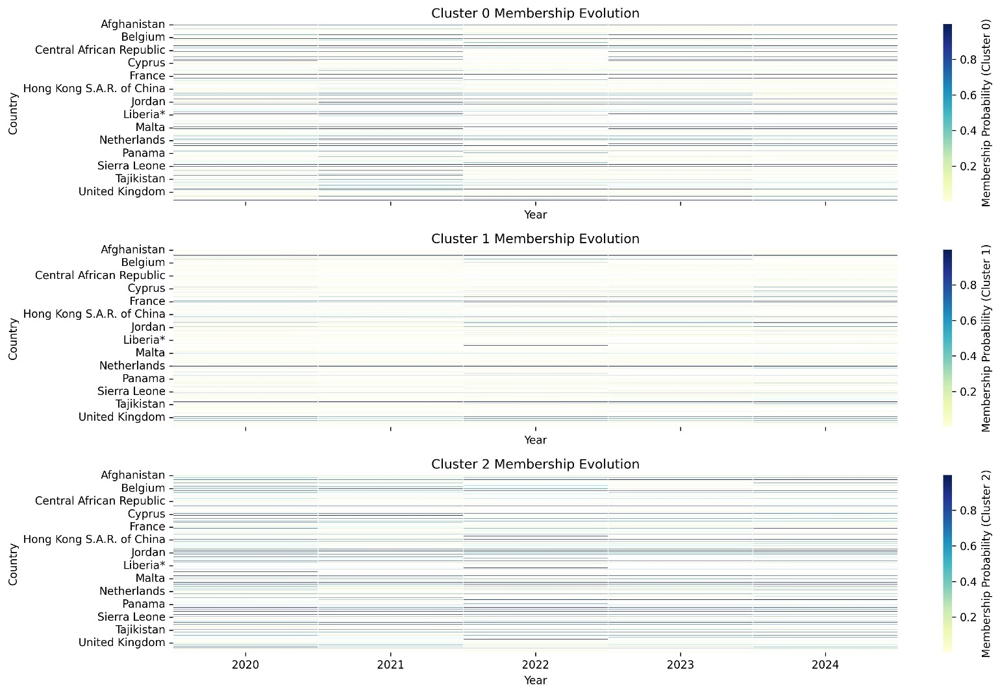 Cluster 0 Membership Evolution
Country
Afghanistan
Belgium
Central African Republic
Cyprus
France
Hong Kong S.A.R. of China
Jordan
Liberia*
Malta
Netherlands
Panama
Sierra Leone
Tajikistan
United Kingdom
Year
0.8
0.6
0.4
0.2
Membership Probability (Cluster 0)
Cluster 1 Membership Evolution
Country
Afghanistan
Belgium
Central African Republic
Cyprus
France
Hong Kong S.A.R. of China
Jordan
Liberia*
Malta
Netherlands
Panama
Sierra Leone
Tajikistan
United Kingdom
Year
0.8
0.6
0.4
0.2
Membership Probability (Cluster 1)
Cluster 2 Membership Evolution
Country
Afghanistan
Belgium
Central African Republic
Cyprus
France
Hong Kong S.A.R. of China
Jordan
Liberia*
Malta
Netherlands
Panama
Sierra Leone
Tajikistan
United Kingdom
2020 2021 2022 2023 2024
Year
0.8
0.6
0.4
0.2
Membership Probability (Cluster 2)